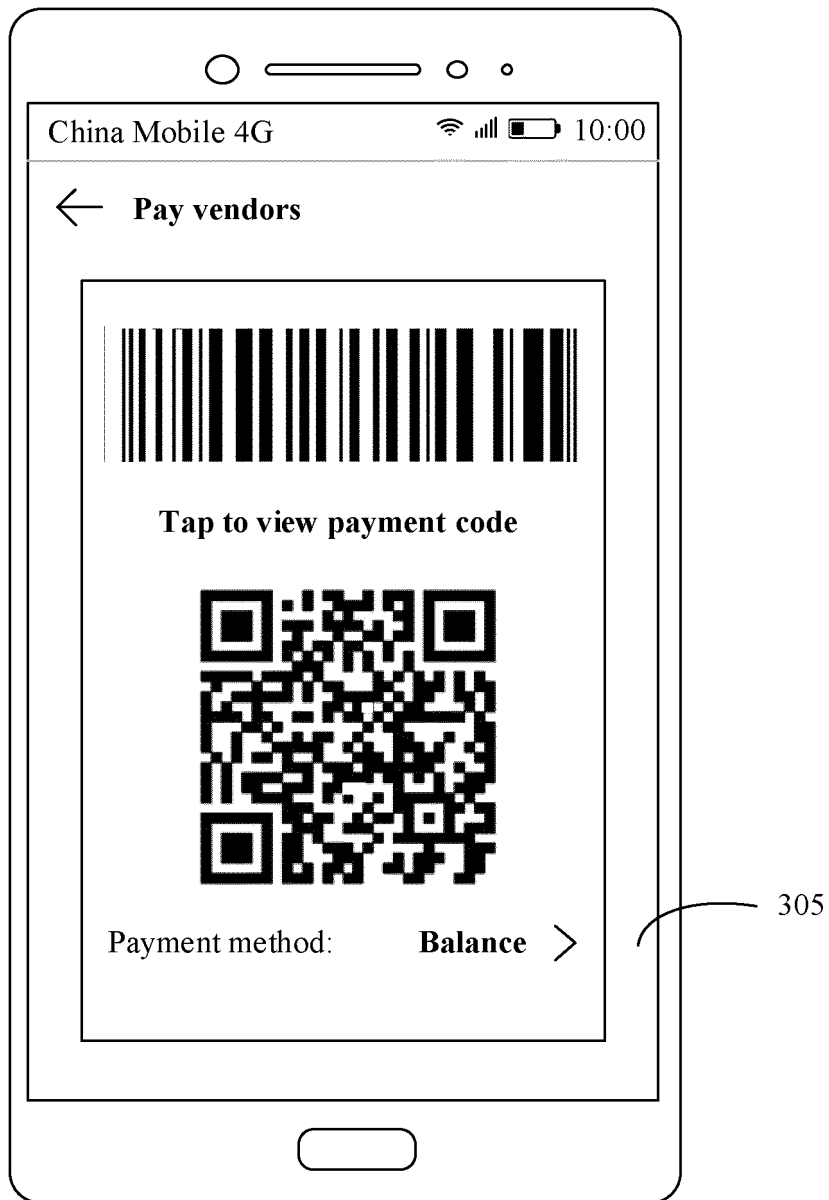 China Mobile 4G 10:00
Pay vendors
Tap to view payment code
Payment method: Balance
305